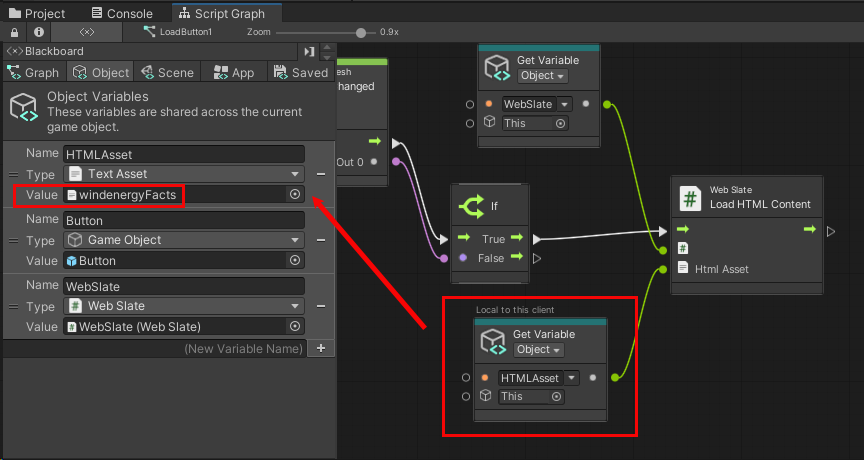 Project
Console
Script Graph
LoadButton1
Zoom
0.9x
<×> Blackboard
Graph
Object
Scene
App
Saved
Object Variables
These variables are shared across the current
game object.
Name HTMLAsset
Type Text Asset
Value windenergyFacts
Name Button
Type Game Object
Value Button
Name WebSlate
Type Web Slate
Value WebSlate (Web Slate)
(New Variable Name)
hanged
Out 0
Get Variable
Object
WebSlate
This
If
True
False
Web Slate
Load HTML Content
Html Asset
Local to this client
Get Variable
Object
HTMLAsset
This